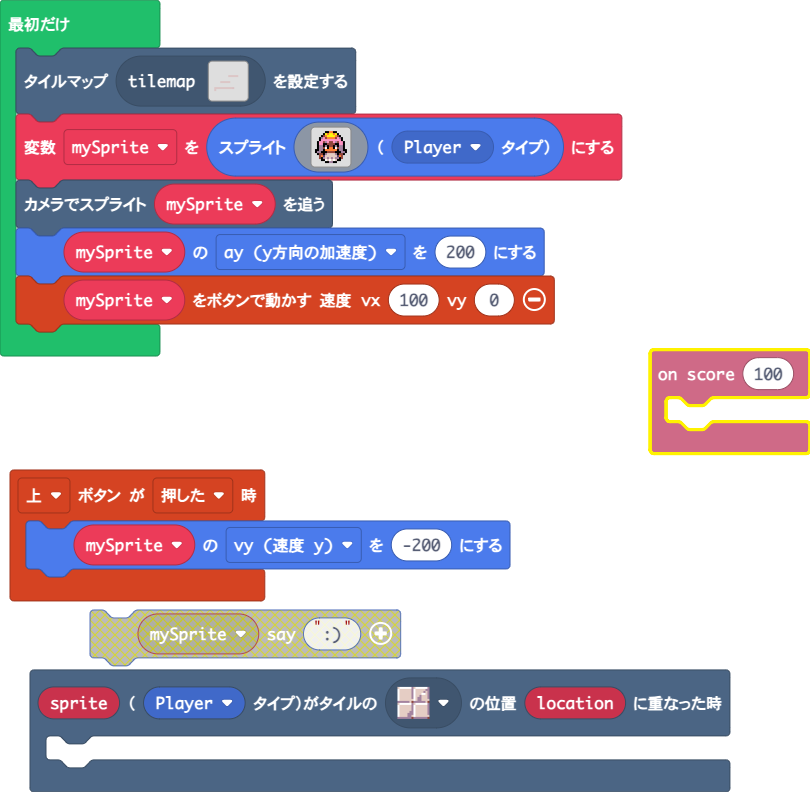 最初だけ
タイルマップ tilemap を設定する
変数 mySprite を スプライト ( Player タイプ) にする
カメラでスプライト mySprite を追う
mySprite の ay (y方向の加速度) を 200 にする
mySprite をボタンで動かす 速度 vx 100 vy 0
on score 100
上 ボタン が 押した 時
mySprite の vy (速度 y) を -200 にする
mySprite say ":)"
sprite ( Player タイプ)がタイルの の位置 location に重なった時